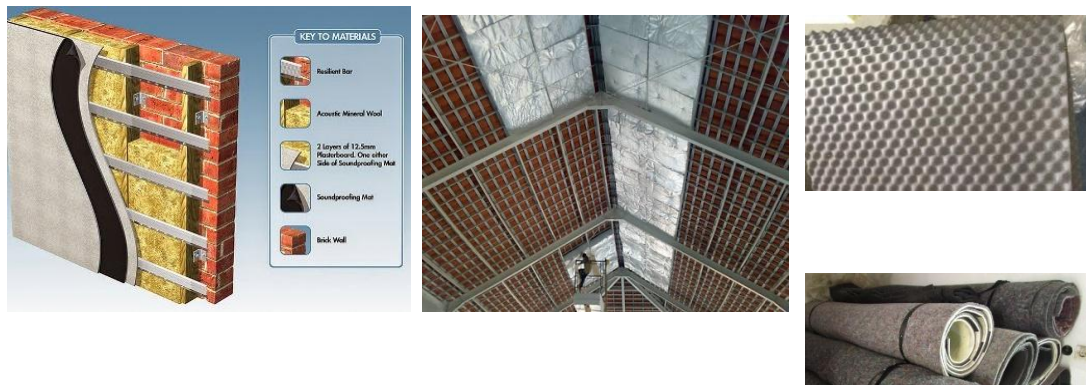 KEY TO MATERIALS
Resilient Bar
Acoustic Mineral Wool
2 Layers of 12.5mm
Plasterboard. One either
Side of Soundproofing Mat
Soundproofing Mat
Brick Wall